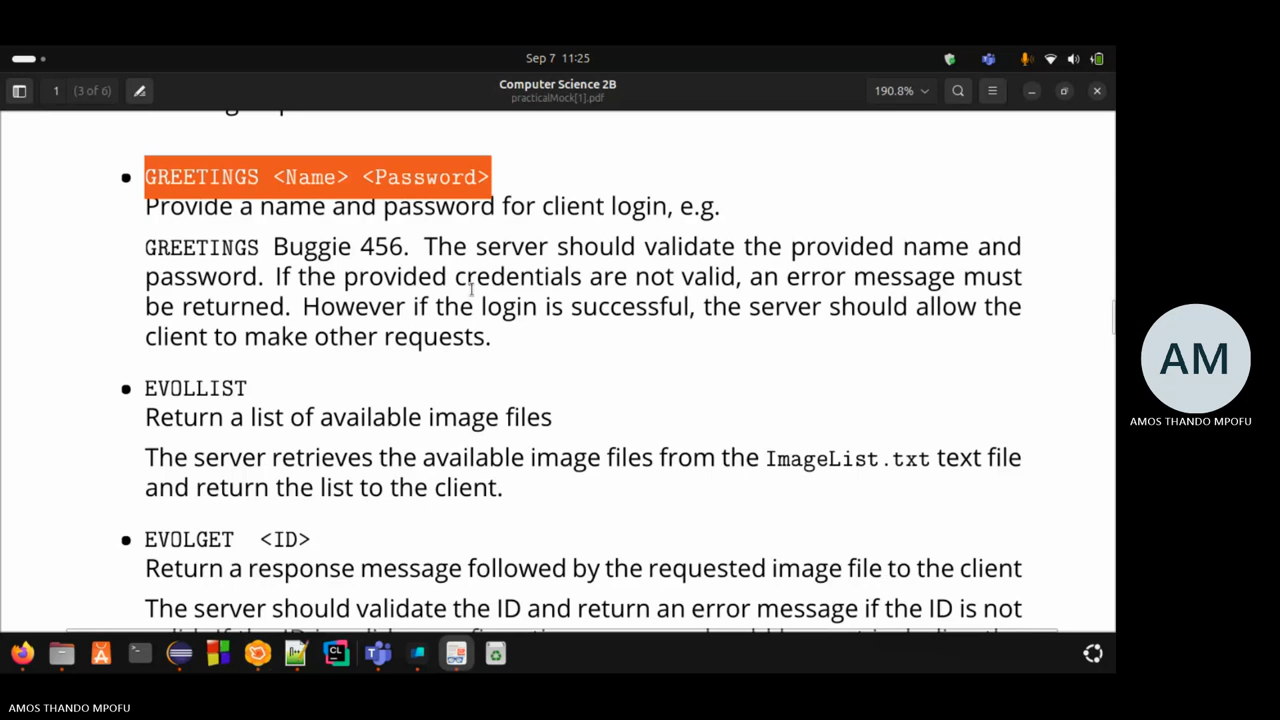 Sep 7 11:25
1 (3 of 6)
Computer Science 2B
practicalMock[1].pdf
190.8%
GREETINGS <Name> <Password>
Provide a name and password for client login, e.g.
GREETINGS Buggie 456. The server should validate the provided name and
password. If the provided credentials are not valid, an error message must
be returned. However if the login is successful, the server should allow the
client to make other requests.
EVOLLIST
Return a list of available image files
The server retrieves the available image files from the ImageList.txt text file
and return the list to the client.
EVOLGET <ID>
Return a response message followed by the requested image file to the client
The server should validate the ID and return an error message if the ID is not
AM
AMOS THANDO MPOFU
CL
AMOS THANDO MPOFU